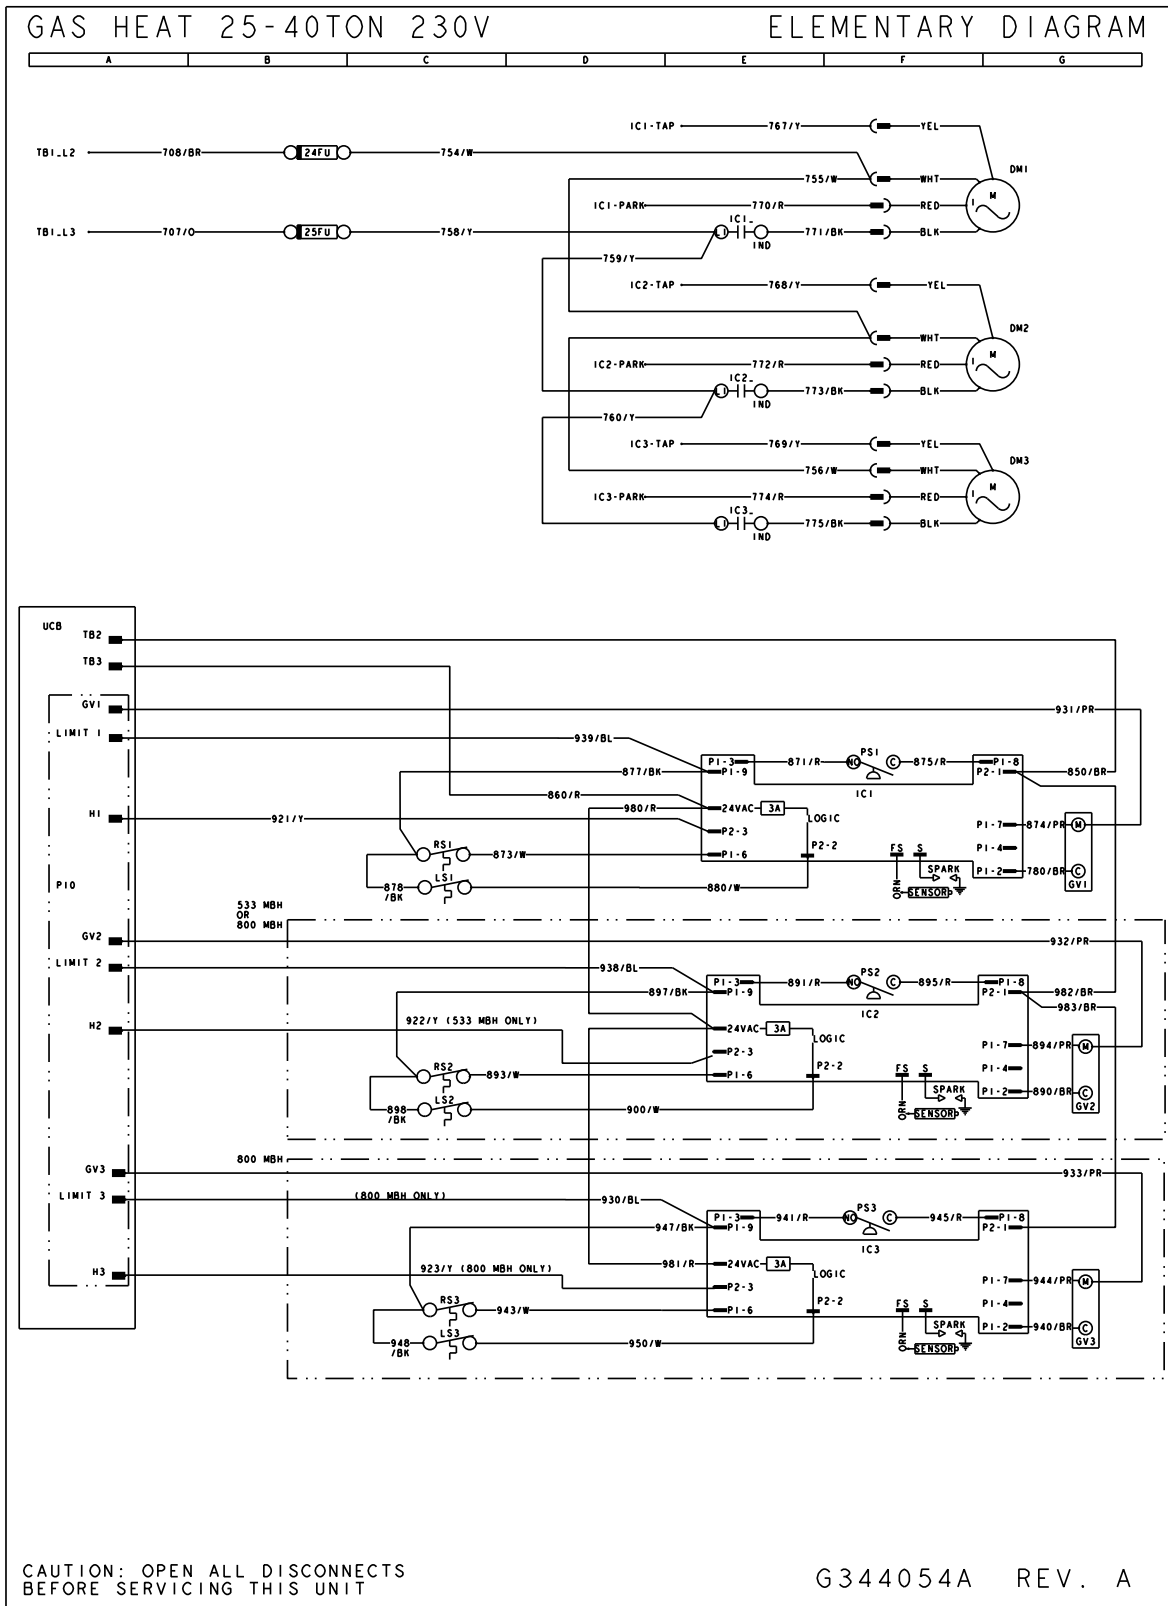 GAS HEAT 25-40TON 230V ELEMENTARY DIAGRAM
A B C D E F G
IC1-TAP 767/Y YEL
TB1_L2 708/BR 24FU 754/W
DM1
755/W WHT
M
IC1-PARK 770/R RED 1
IC1_
TB1_L3 707/O 25FU 758/Y L1 771/BK BLK
IND
759/Y
IC2-TAP 768/Y YEL
DM2
WHT
M
IC2-PARK 772/R RED 1
IC2_
L1 773/BK BLK
IND
760/Y
IC3-TAP 769/Y YEL
DM3
756/W WHT
M
IC3-PARK 774/R RED 1
IC3_
L1 775/BK BLK
IND
UCB
TB2
TB3
GV1 931/PR
LIMIT 1 939/BL
PS1
P1-3 871/R NO C 875/R P1-8
877/BK P1-9 P2-1 850/BR
IC1
860/R
980/R 24VAC 3A
LOGIC
H1 921/Y P2-3 P1-7 874/PR M
RS1 P2-2 FS S P1-4
873/W P1-6
SPARK P1-2 780/BR C
LS1
878 880/W GV1
/BK
ORN SENSOR
P10
533 MBH
OR
800 MBH
GV2 932/PR
LIMIT 2 938/BL
PS2
P1-3 891/R NO C 895/R P1-8
897/BK P1-9 P2-1 982/BR
983/BR
IC2
922/Y (533 MBH ONLY)
H2 24VAC 3A
LOGIC
P2-3 P1-7 894/PR M
RS2 P2-2 FS S P1-4
893/W P1-6
SPARK P1-2 890/BR C
LS2
898 900/W GV2
/BK
ORN SENSOR
800 MBH
GV3 933/PR
LIMIT 3 (800 MBH ONLY) 930/BL
PS3
P1-3 941/R NO C 945/R P1-8
947/BK P1-9 P2-1
IC3
981/R 24VAC 3A
LOGIC
H3 923/Y (800 MBH ONLY)
P2-3 P1-7 944/PR M
RS3 P2-2 FS S P1-4
943/W P1-6
SPARK P1-2 940/BR C
LS3
948 950/W GV3
/BK
ORN SENSOR
CAUTION: OPEN ALL DISCONNECTS
BEFORE SERVICING THIS UNIT
G344054A REV. A